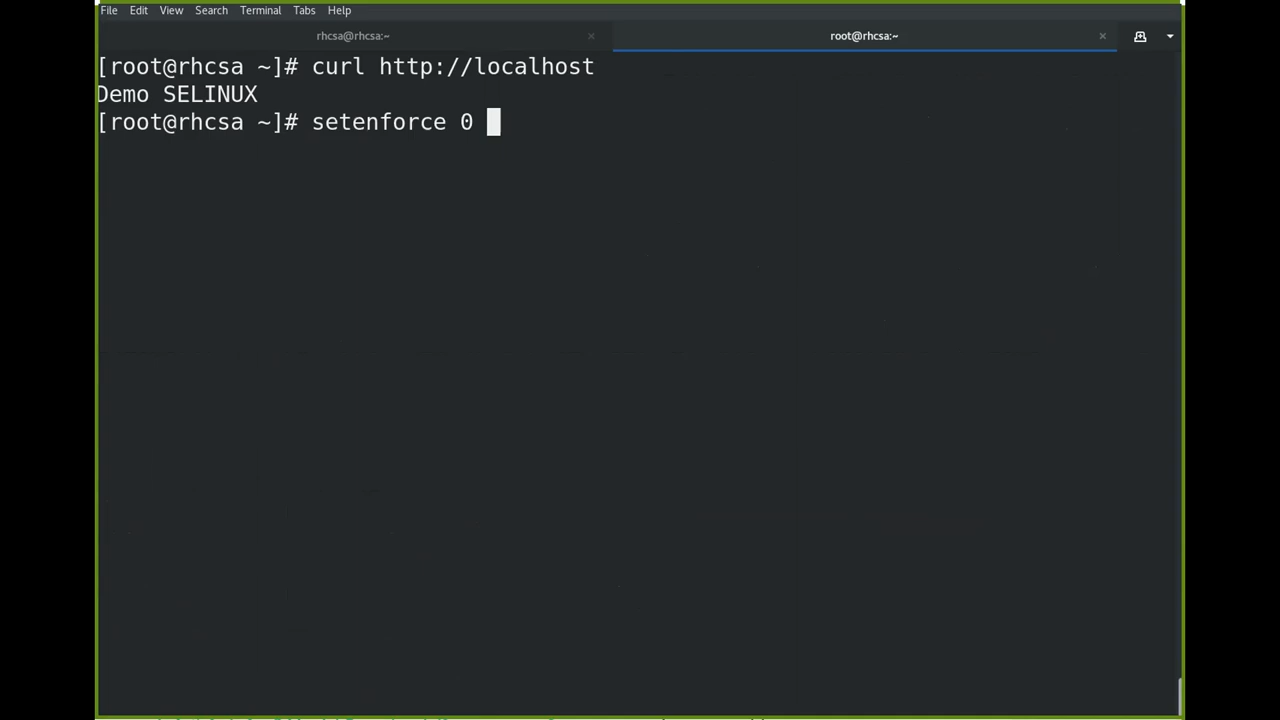 File Edit View Search Terminal Tabs Help
rhcsa@rhcsa:~ × root@rhcsa:~ ×
[root@rhcsa ~]# curl http://localhost
Demo SELINUX
[root@rhcsa ~]# setenforce 0